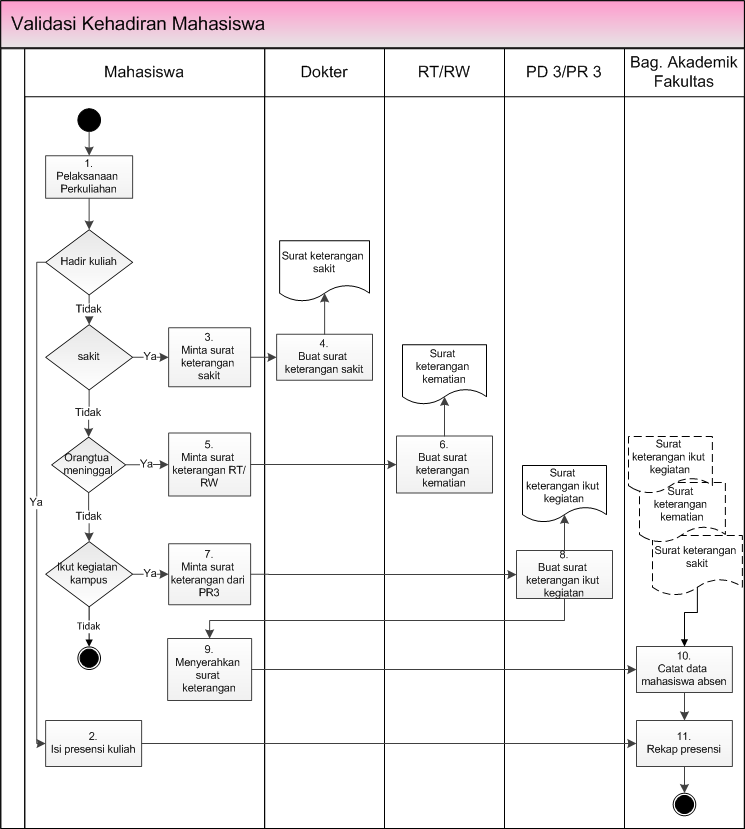 Validasi Kehadiran Mahasiswa
Mahasiswa
Dokter
RT/RW
PD 3/PR 3
Bag. Akademik
Fakultas
1.
Pelaksanaan
Perkuliahan
Hadir kuliah
Tidak
Surat keterangan
sakit
sakit
Ya
3.
Minta surat
keterangan
sakit
4.
Buat surat
keterangan sakit
Surat
keterangan
kematian
Tidak
Orangtua
meninggal
Ya
5.
Minta surat
keterangan RT/
RW
6.
Buat surat
keterangan
kematian
Surat
keterangan ikut
kegiatan
Surat
keterangan ikut
kegiatan
Surat
keterangan
kematian
Surat keterangan
sakit
Ya
Tidak
Ikut kegiatan
kampus
Ya
7.
Minta surat
keterangan dari
PR3
8.
Buat surat
keterangan ikut
kegiatan
Tidak
9.
Menyerahkan
surat
keterangan
10.
Catat data
mahasiswa absen
2.
Isi presensi kuliah
11.
Rekap presensi